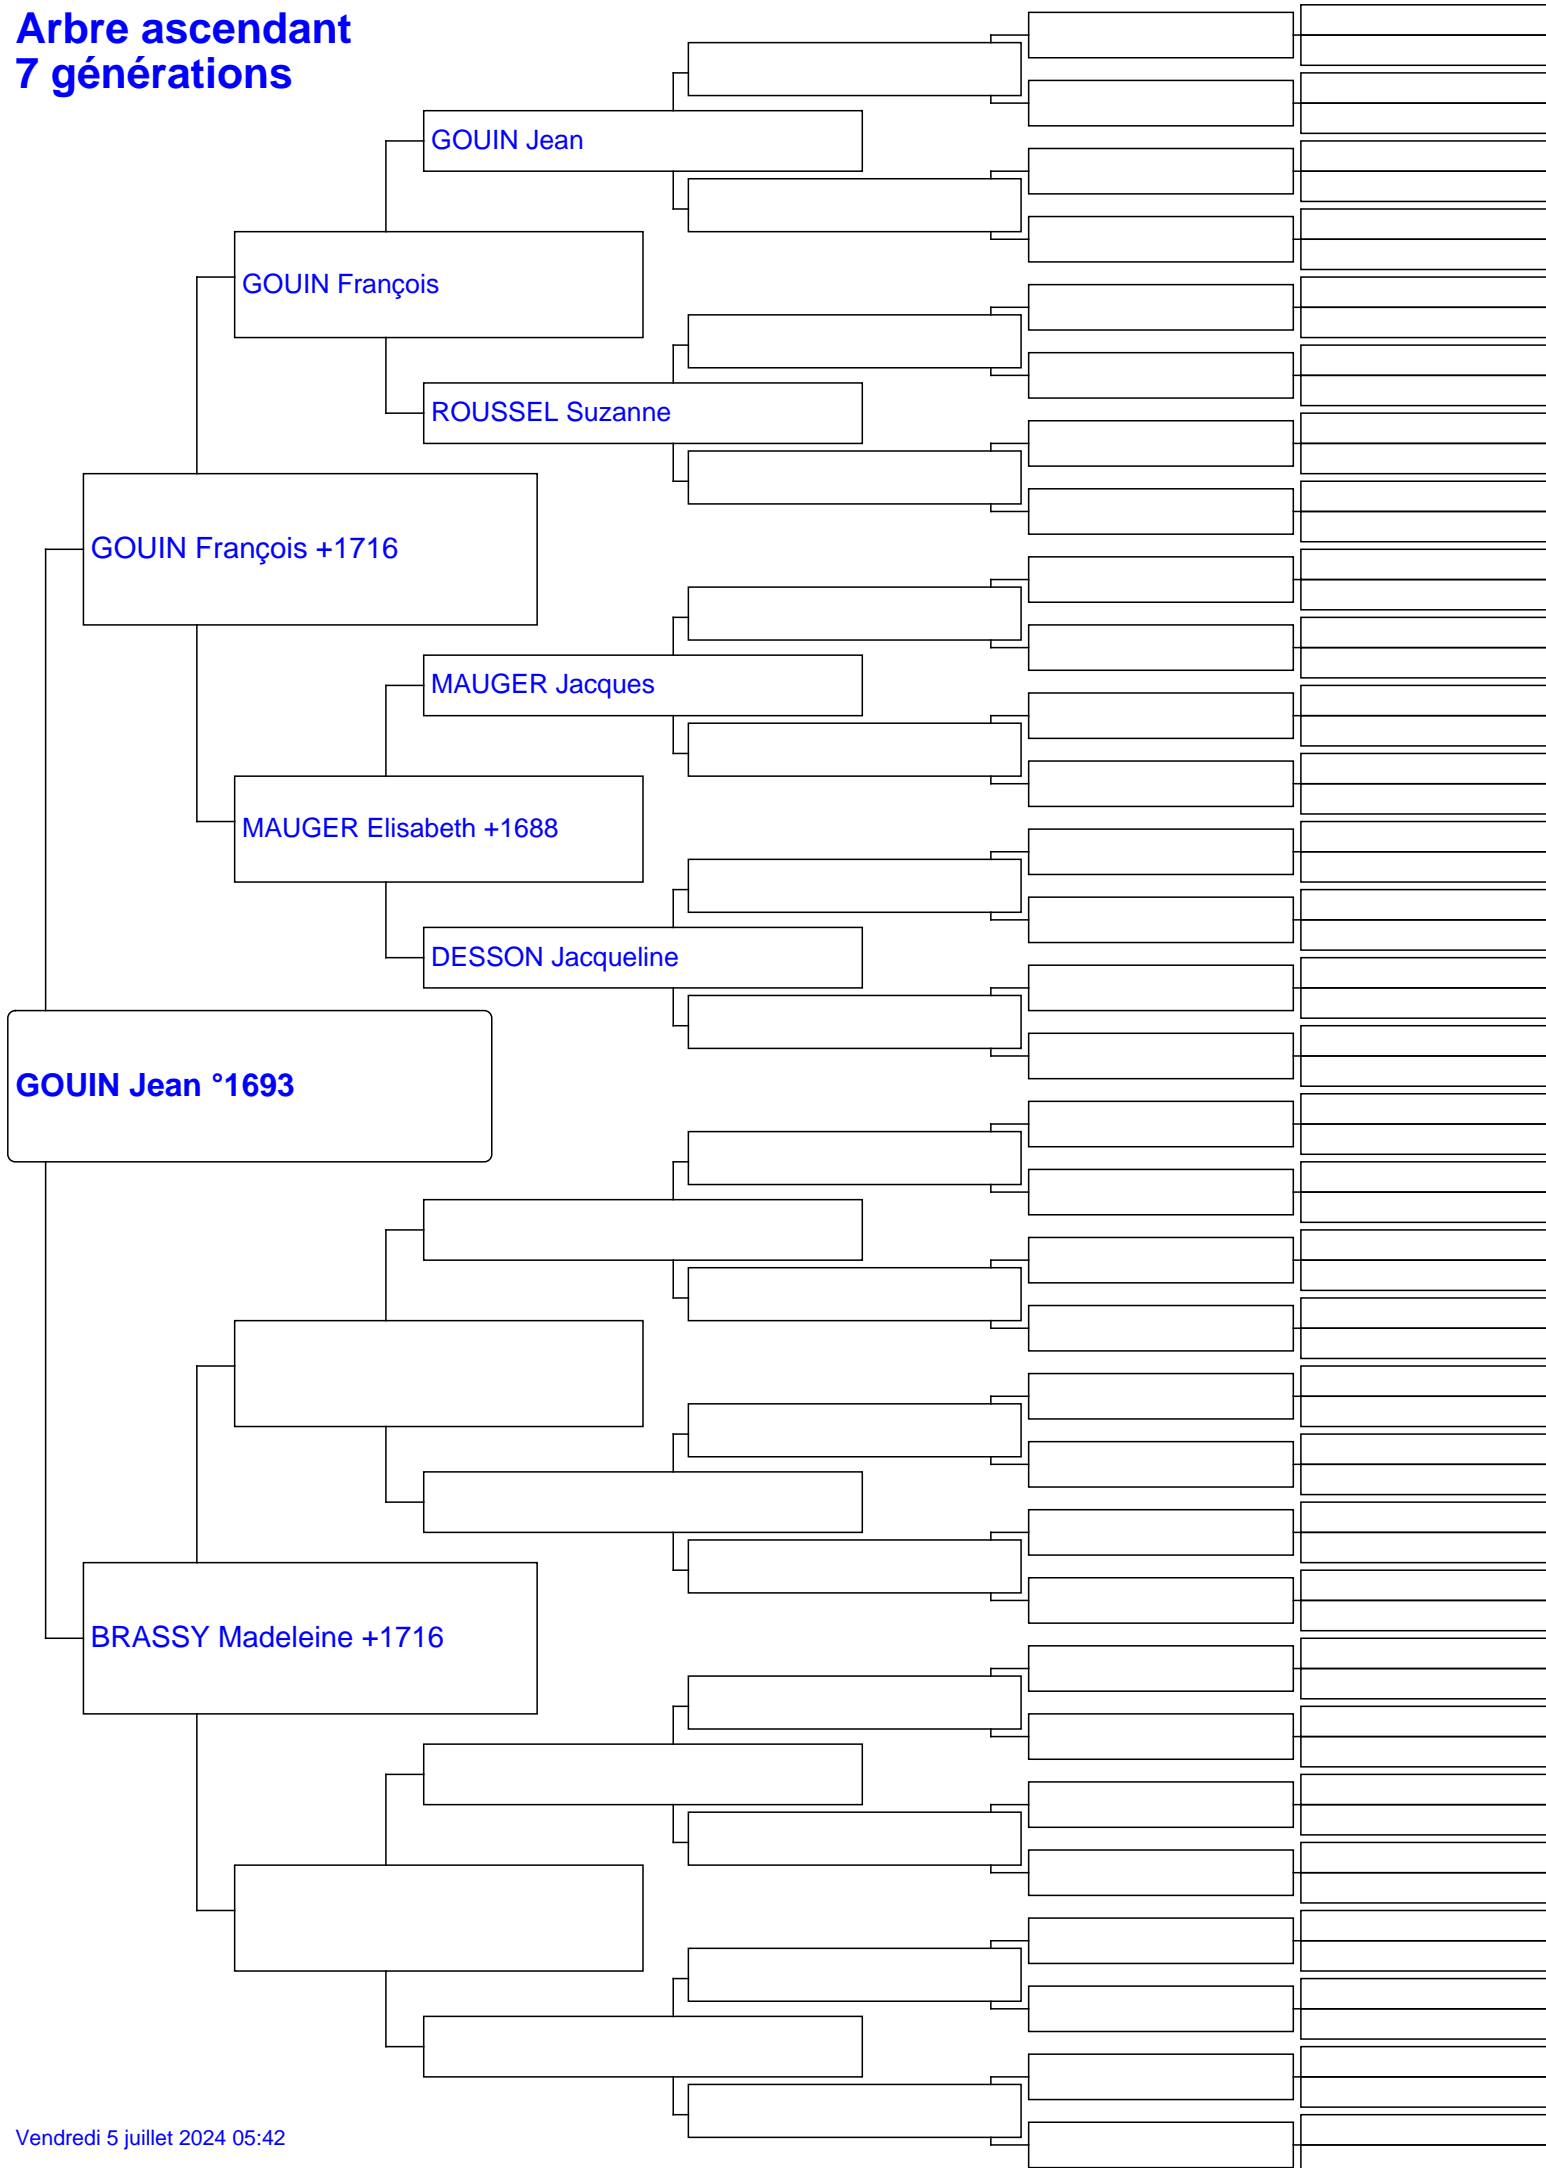 Arbre ascendant
7 générations
GOUIN Jean
GOUIN François
ROUSSEL Suzanne
GOUIN François +1716
MAUGER Jacques
MAUGER Elisabeth +1688
DESSON Jacqueline
GOUIN Jean °1693
BRASSY Madeleine +1716
Vendredi 5 juillet 2024 05:42